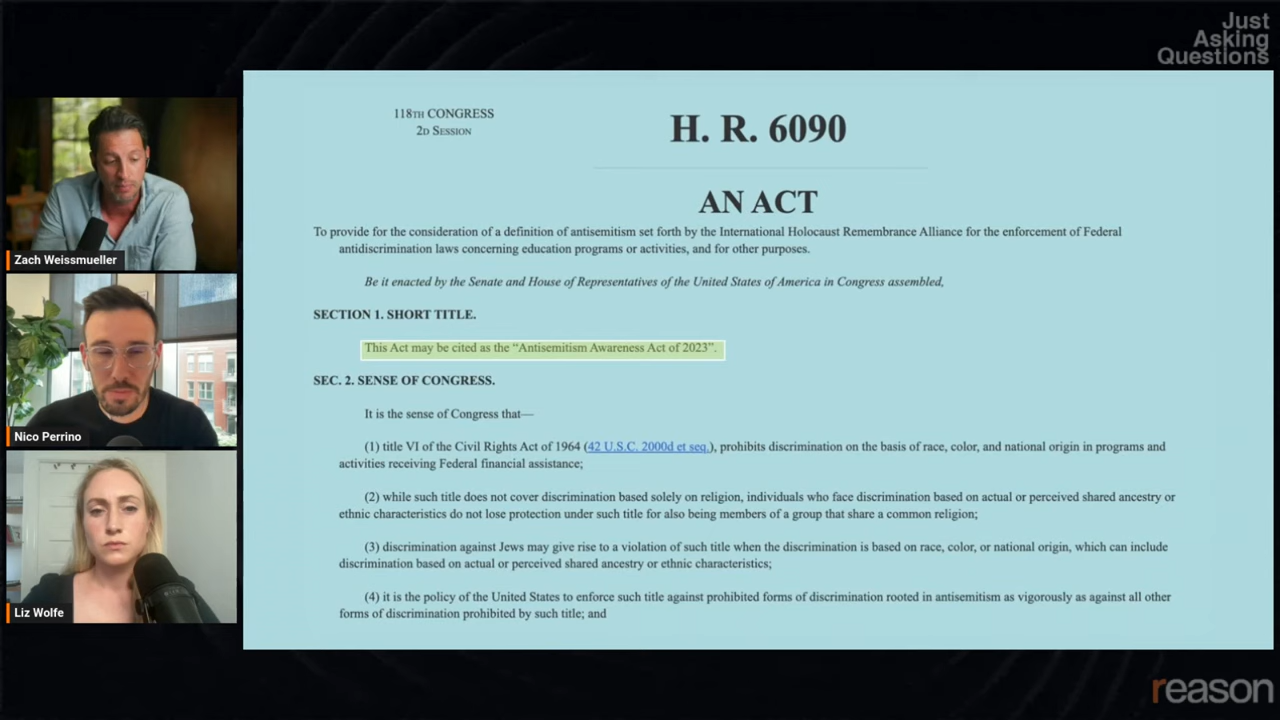 Just
Asking
Questions
118TH CONGRESS
2D SESSION
H. R. 6090
AN ACT
To provide for the consideration of a definition of antisemitism set forth by the International Holocaust Remembrance Alliance for the enforcement of Federal
antidiscrimination laws concerning education programs or activities, and for other purposes.
Be it enacted by the Senate and House of Representatives of the United States of America in Congress assembled,
SECTION 1. SHORT TITLE.
This Act may be cited as the “Antisemitism Awareness Act of 2023”.
SEC. 2. SENSE OF CONGRESS.
It is the sense of Congress that—
(1) title VI of the Civil Rights Act of 1964 (42 U.S.C. 2000d et seq.), prohibits discrimination on the basis of race, color, and national origin in programs and
activities receiving Federal financial assistance;
(2) while such title does not cover discrimination based solely on religion, individuals who face discrimination based on actual or perceived shared ancestry or
ethnic characteristics do not lose protection under such title for also being members of a group that share a common religion;
(3) discrimination against Jews may give rise to a violation of such title when the discrimination is based on race, color, or national origin, which can include
discrimination based on actual or perceived shared ancestry or ethnic characteristics;
(4) it is the policy of the United States to enforce such title against prohibited forms of discrimination rooted in antisemitism as vigorously as against all other
forms of discrimination prohibited by such title; and
Zach Weissmueller
Nico Perrino
Liz Wolfe
reason